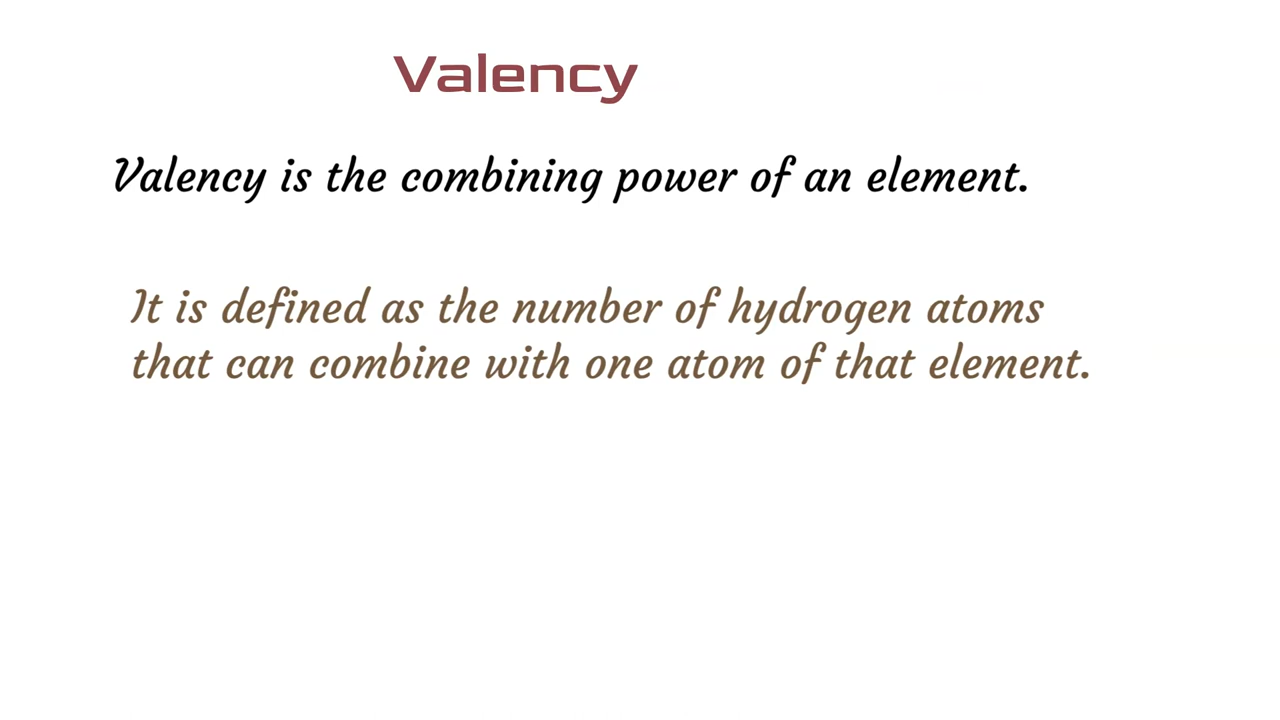 Valency
Valency is the combining power of an element.
It is defined as the number of hydrogen atoms
that can combine with one atom of that element.